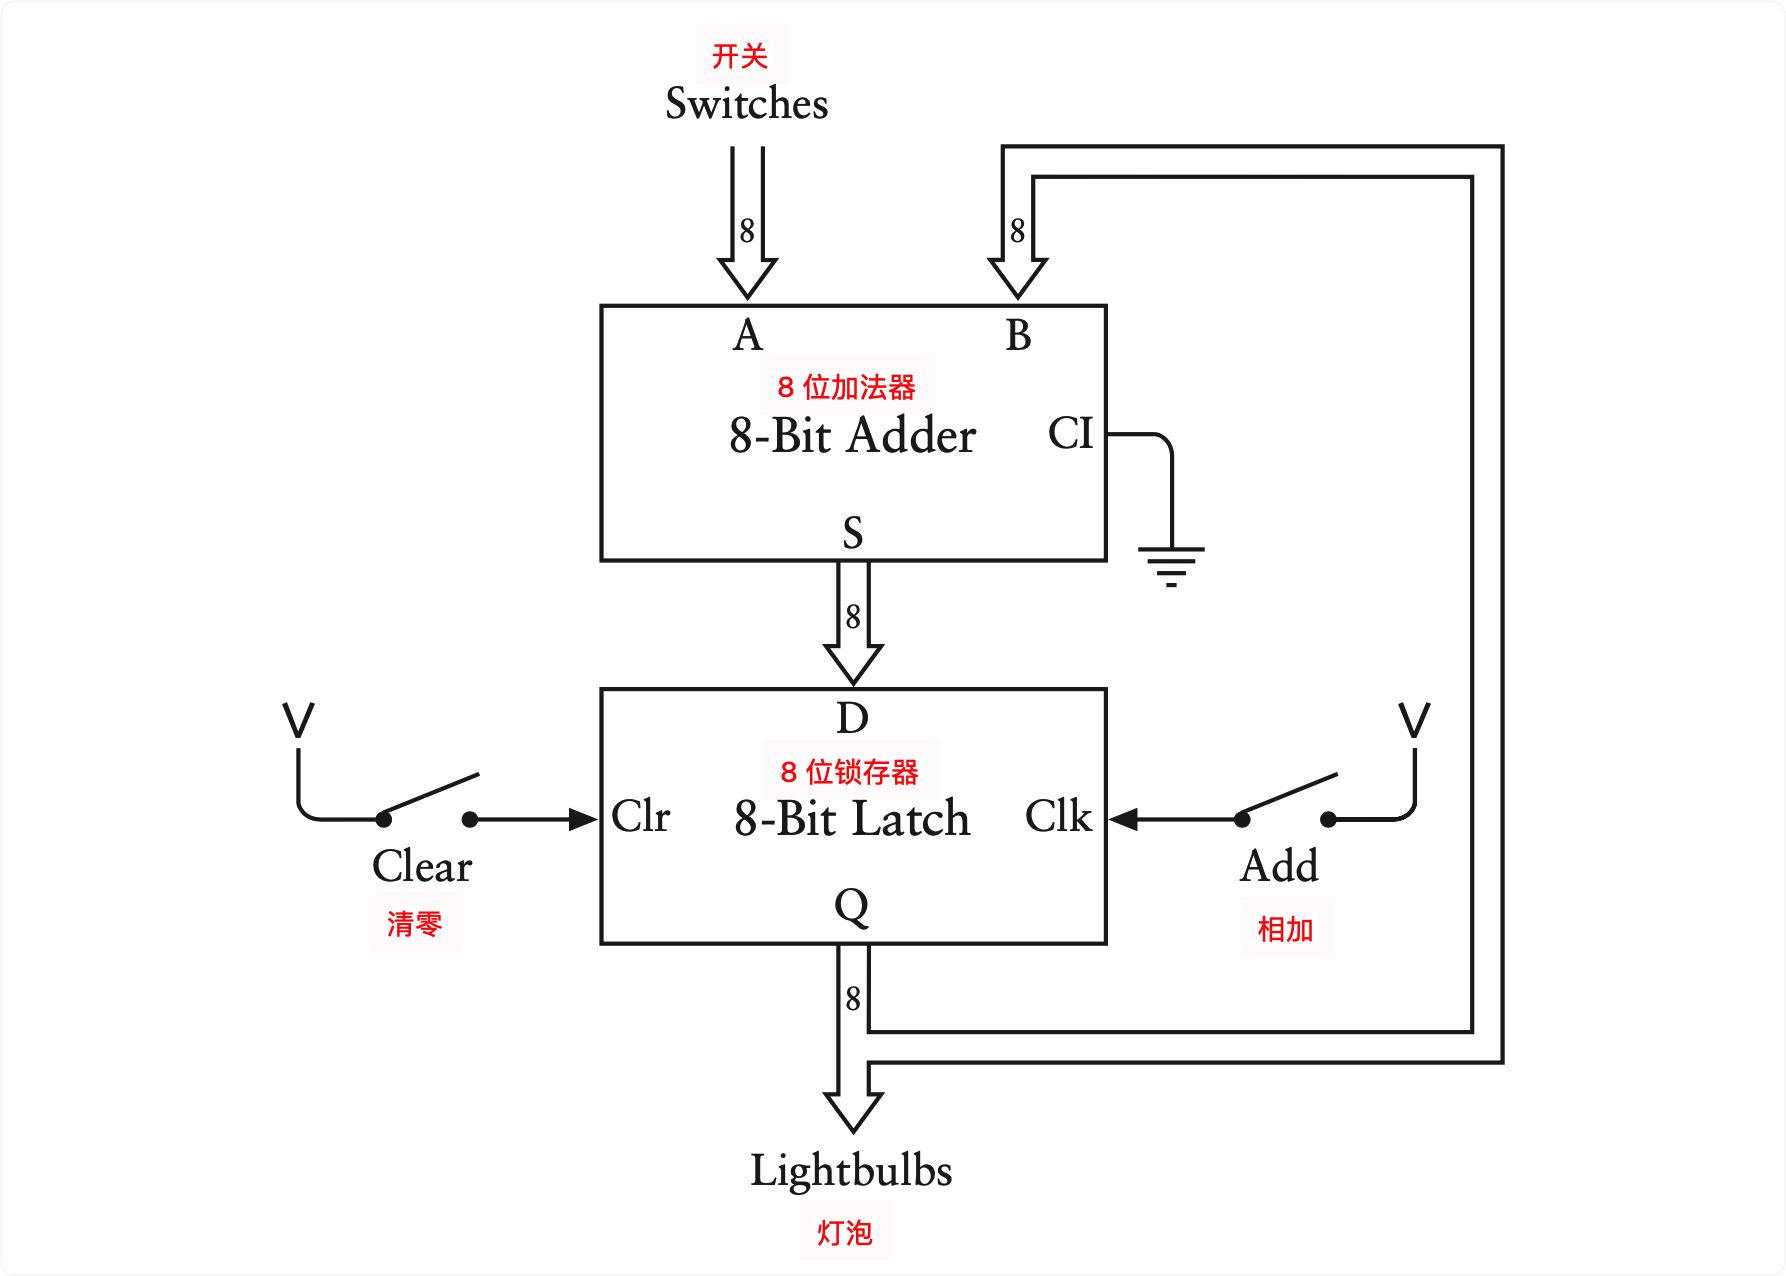 开关
Switches
8
8
A
B
8 位加法器
8-Bit Adder
CI
S
8
V
V
D
8 位锁存器
Clr
8-Bit Latch
Clk
Clear
Add
清零
相加
Q
8
Lightbulbs
灯泡